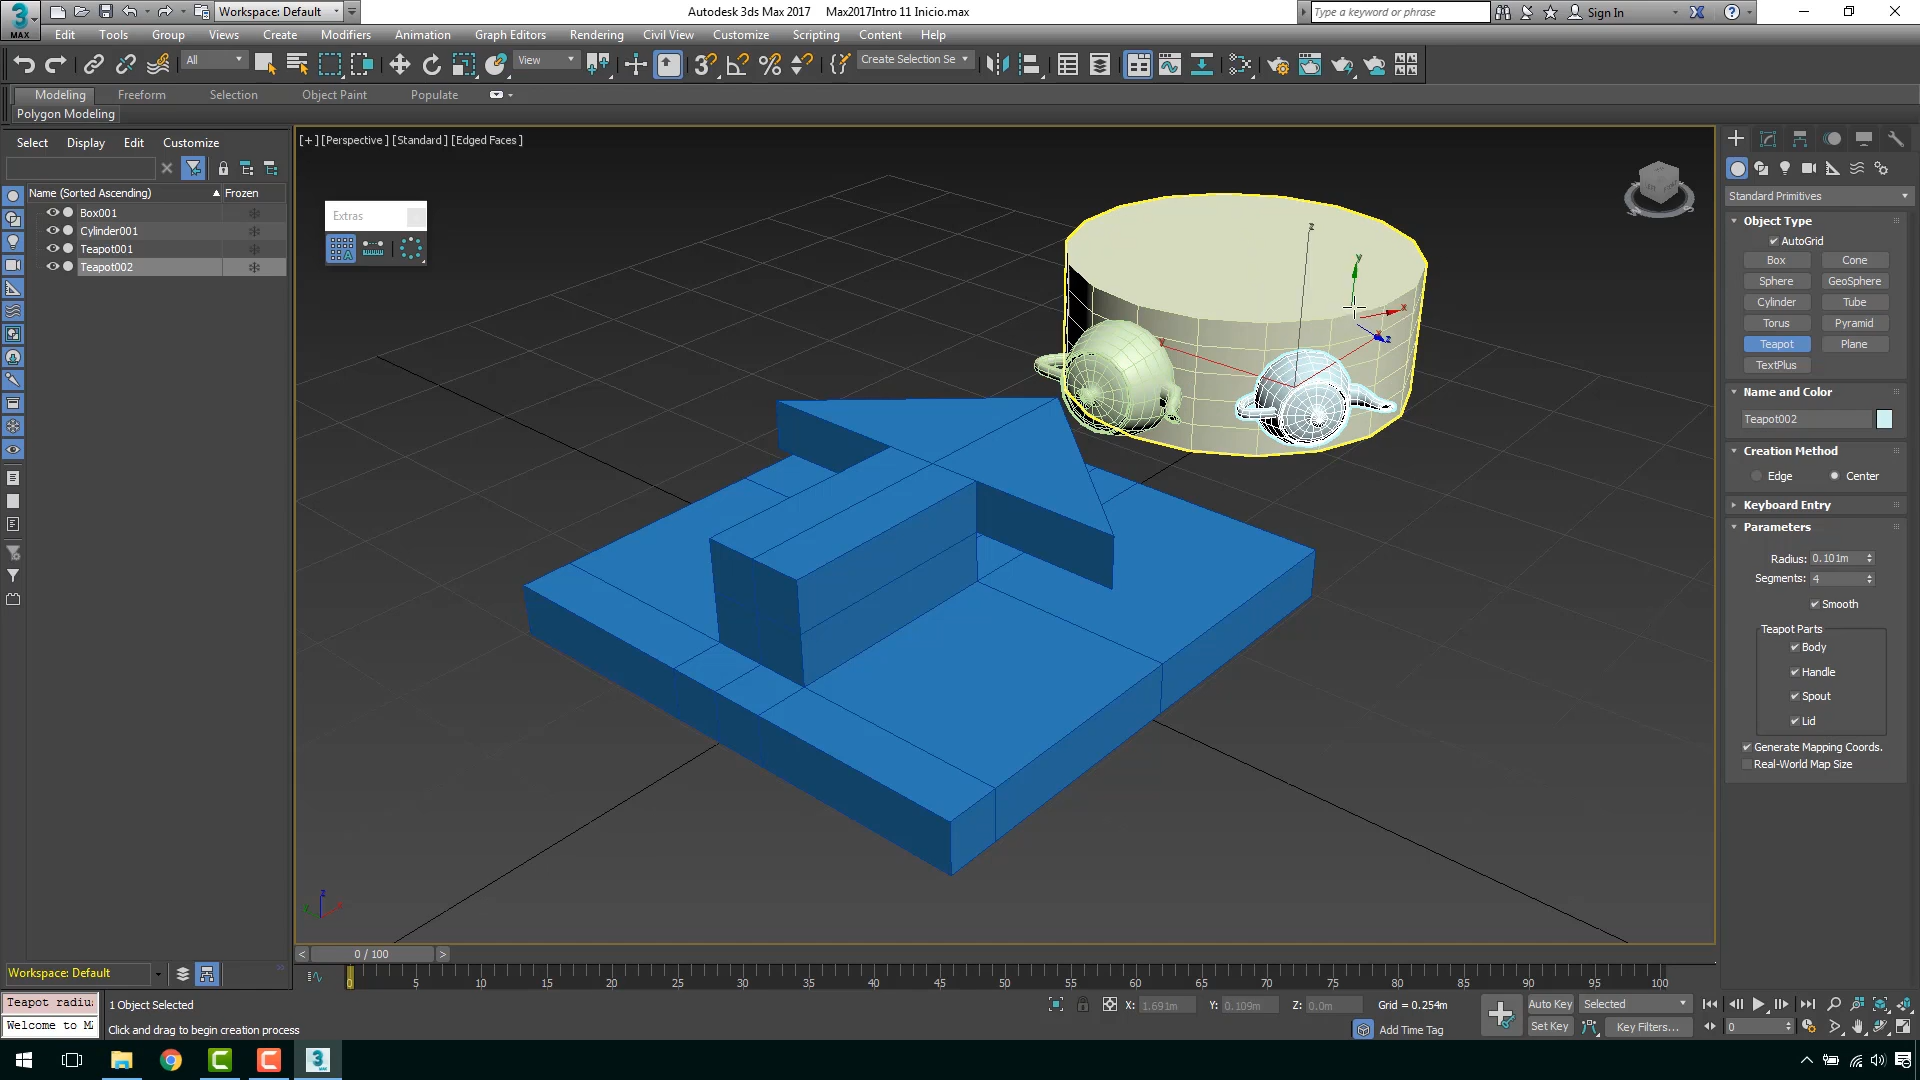 Workspace: Default
Autodesk 3ds Max 2017    Max2017Intro 11 Inicio.max
Type a keyword or phrase
Sign In
MAX
Edit Tools Group Views Create Modifiers Animation Graph Editors Rendering Civil View Customize Scripting Content Help
All
View
Create Selection Se
Modeling Freeform Selection Object Paint Populate
Polygon Modeling
Select Display Edit Customize
Name (Sorted Ascending) Frozen
Box001
Cylinder001
Teapot001
Teapot002
[+] [Perspective] [Standard] [Edged Faces]
Extras
Standard Primitives
Object Type
AutoGrid
Box Cone
Sphere GeoSphere
Cylinder Tube
Torus Pyramid
Teapot Plane
TextPlus
Name and Color
Teapot002
Creation Method
Edge Center
Keyboard Entry
Parameters
Radius: 0.101m
Segments: 4
Smooth
Teapot Parts
Body
Handle
Spout
Lid
Generate Mapping Coords.
Real-World Map Size
0 / 100
Workspace: Default
0 5 10 15 20 25 30 35 40 45 50 55 60 65 70 75 80 85 90 95 100
Teapot radiu
1 Object Selected
X: 1.691m Y: 0.109m Z: 0.0m Grid = 0.254m
Auto Key Selected
Welcome to M
Click and drag to begin creation process
Add Time Tag
Set Key Key Filters...
0